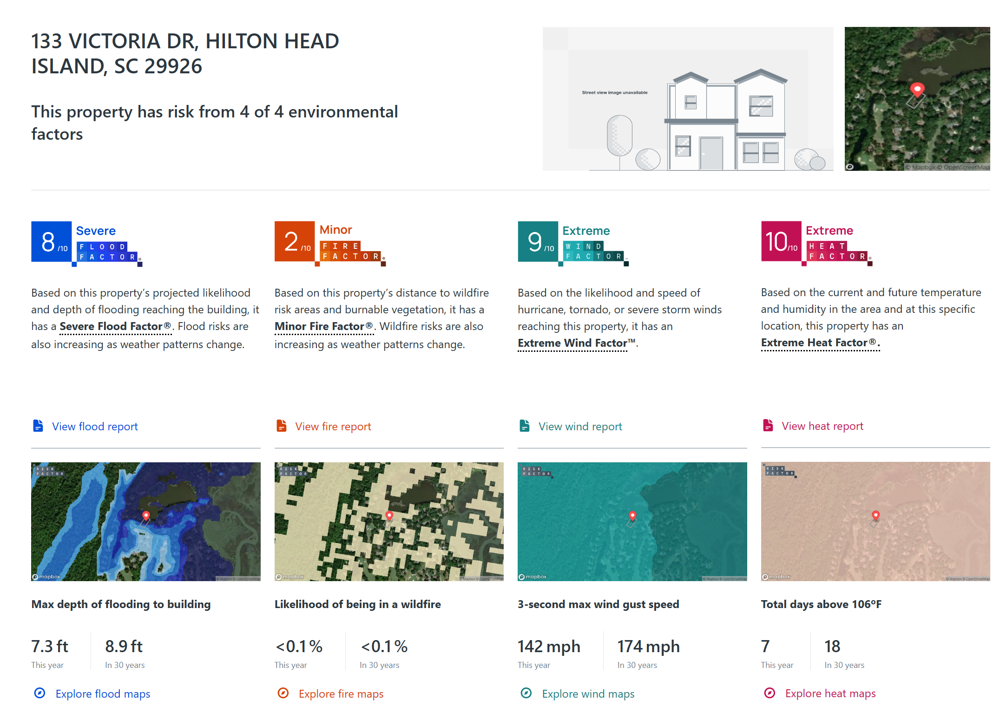 133 VICTORIA DR, HILTON HEAD
ISLAND, SC 29926
This property has risk from 4 of 4 environmental
factors
Street view image unavailable
© Mapbox © OpenStreetMap
8/10
Severe
FLOOD
FACTOR®
Based on this property’s projected likelihood
and depth of flooding reaching the building, it
has a Severe Flood Factor®. Flood risks are
also increasing as weather patterns change.
View flood report
2/10
Minor
FIRE
FACTOR®
Based on this property’s distance to wildfire
risk areas and burnable vegetation, it has a
Minor Fire Factor®. Wildfire risks are also
increasing as weather patterns change.
View fire report
9/10
Extreme
WIND
FACTOR™
Based on the likelihood and speed of
hurricane, tornado, or severe storm winds
reaching this property, it has an
Extreme Wind Factor™.
View wind report
10/10
Extreme
HEAT
FACTOR®
Based on the current and future temperature
and humidity in the area and at this specific
location, this property has an
Extreme Heat Factor®.
View heat report
RISK
FACTOR
mapbox
© Mapbox © OpenStreetMap
Max depth of flooding to building
7.3 ft
This year
8.9 ft
In 30 years
Explore flood maps
RISK
FACTOR
mapbox
© Mapbox © OpenStreetMap
Likelihood of being in a wildfire
<0.1 %
This year
<0.1 %
In 30 years
Explore fire maps
RISK
FACTOR
mapbox
© Mapbox © OpenStreetMap
3-second max wind gust speed
142 mph
This year
174 mph
In 30 years
Explore wind maps
RISK
FACTOR
mapbox
© Mapbox © OpenStreetMap
Total days above 106ºF
7
This year
18
In 30 years
Explore heat maps